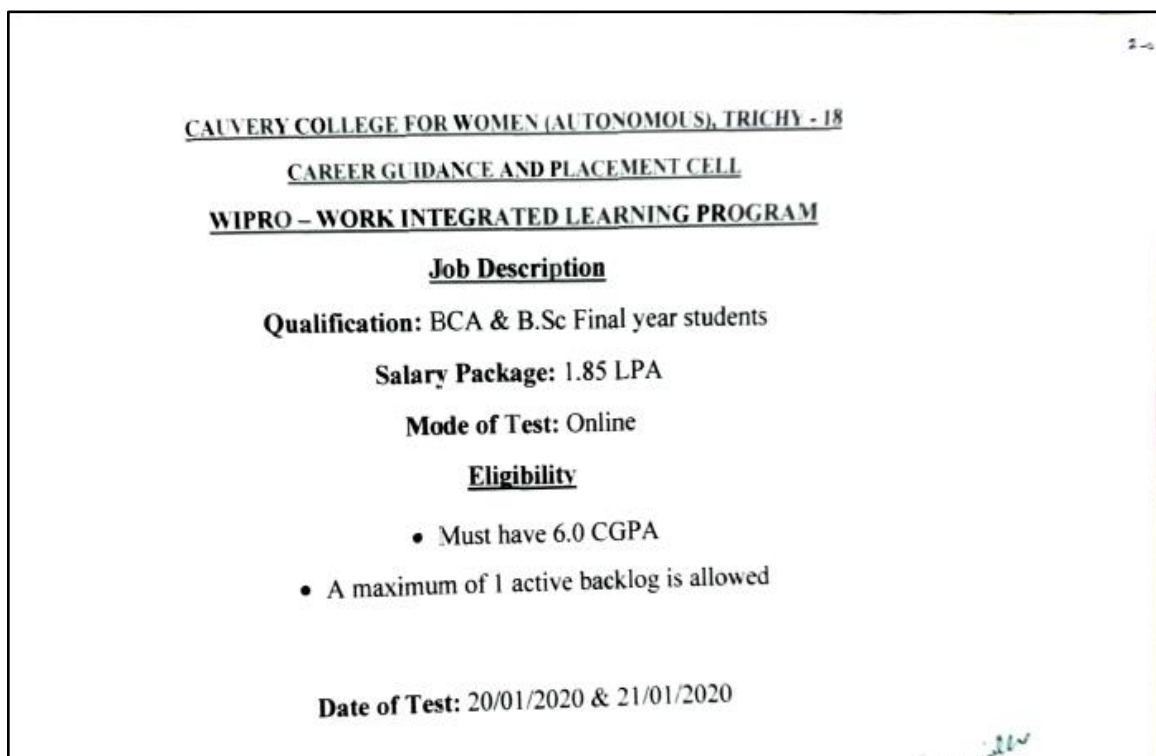 CAUVERY COLLEGE FOR WOMEN (AUTONOMOUS), TRICHY - 18
CAREER GUIDANCE AND PLACEMENT CELL
WIPRO – WORK INTEGRATED LEARNING PROGRAM
Job Description
Qualification: BCA & B.Sc Final year students
Salary Package: 1.85 LPA
Mode of Test: Online
Eligibility
• Must have 6.0 CGPA
• A maximum of 1 active backlog is allowed
Date of Test: 20/01/2020 & 21/01/2020